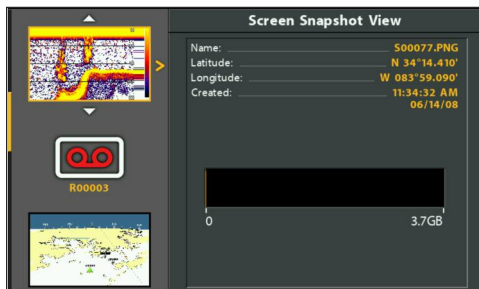 Screen Snapshot View
Name: S00077.PNG
Latitude: N 34°14.410'
Longitude: W 083°59.090'
Created: 11:34:32 AM
06/14/08
R00003
0 3.7GB